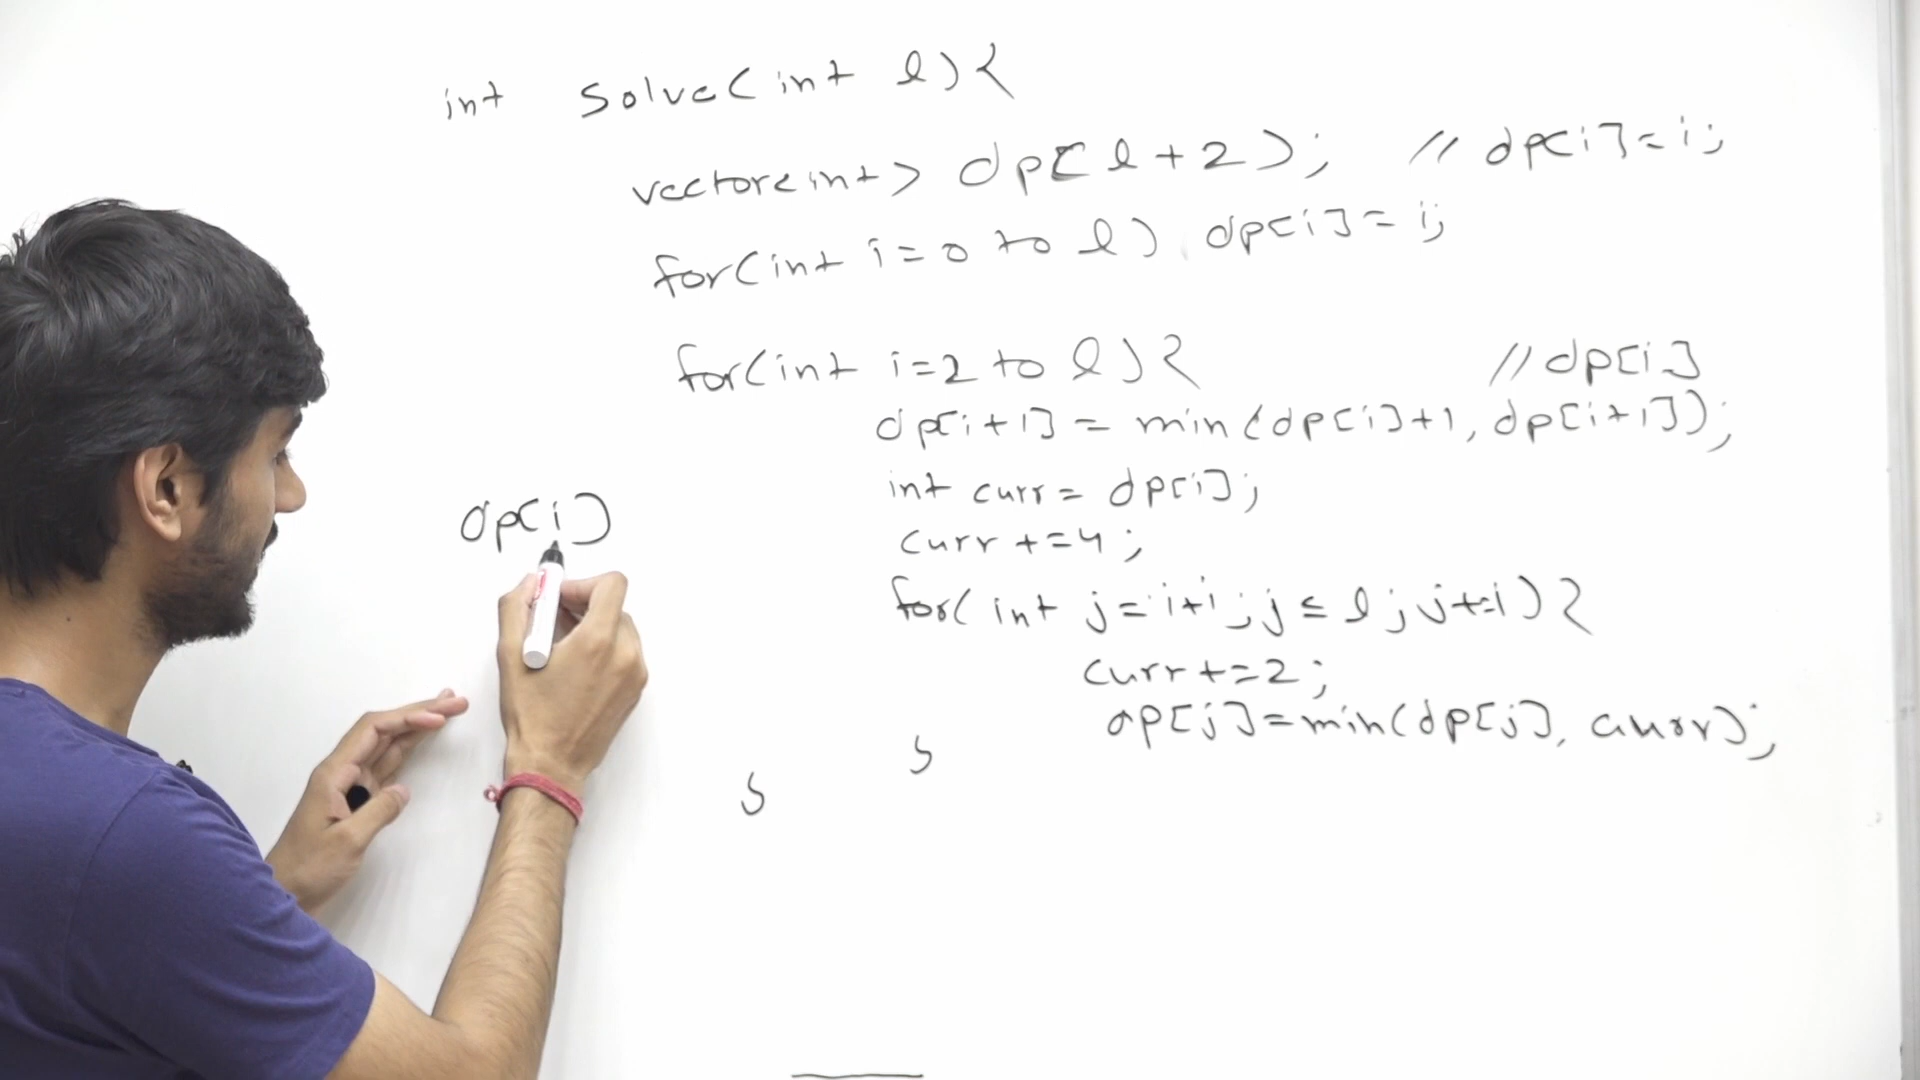 int Solve(int l){
vector<int> dp[l+2); // dp[i]=i;
for(int i=0 to l) dp[i]=i;
for(int i=2 to l){ // dp[i]
dp[i+1] = min(dp[i]+1, dp[i+1]);
int curr = dp[i];
dp[i]
curr +=4;
for(int j=i+i;j≤l;j+=i){
curr+=2;
dp[j]=min(dp[j], curr);
}
}